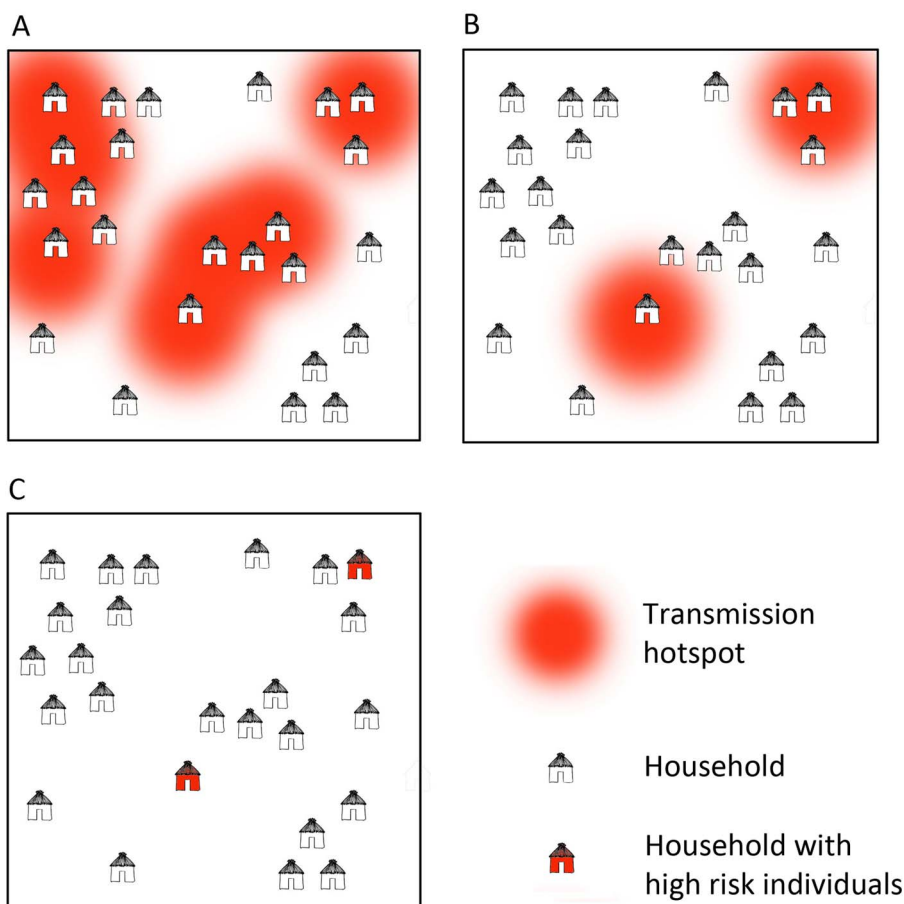 A
B
C
Transmission
hotspot
Household
Household with
high risk individuals